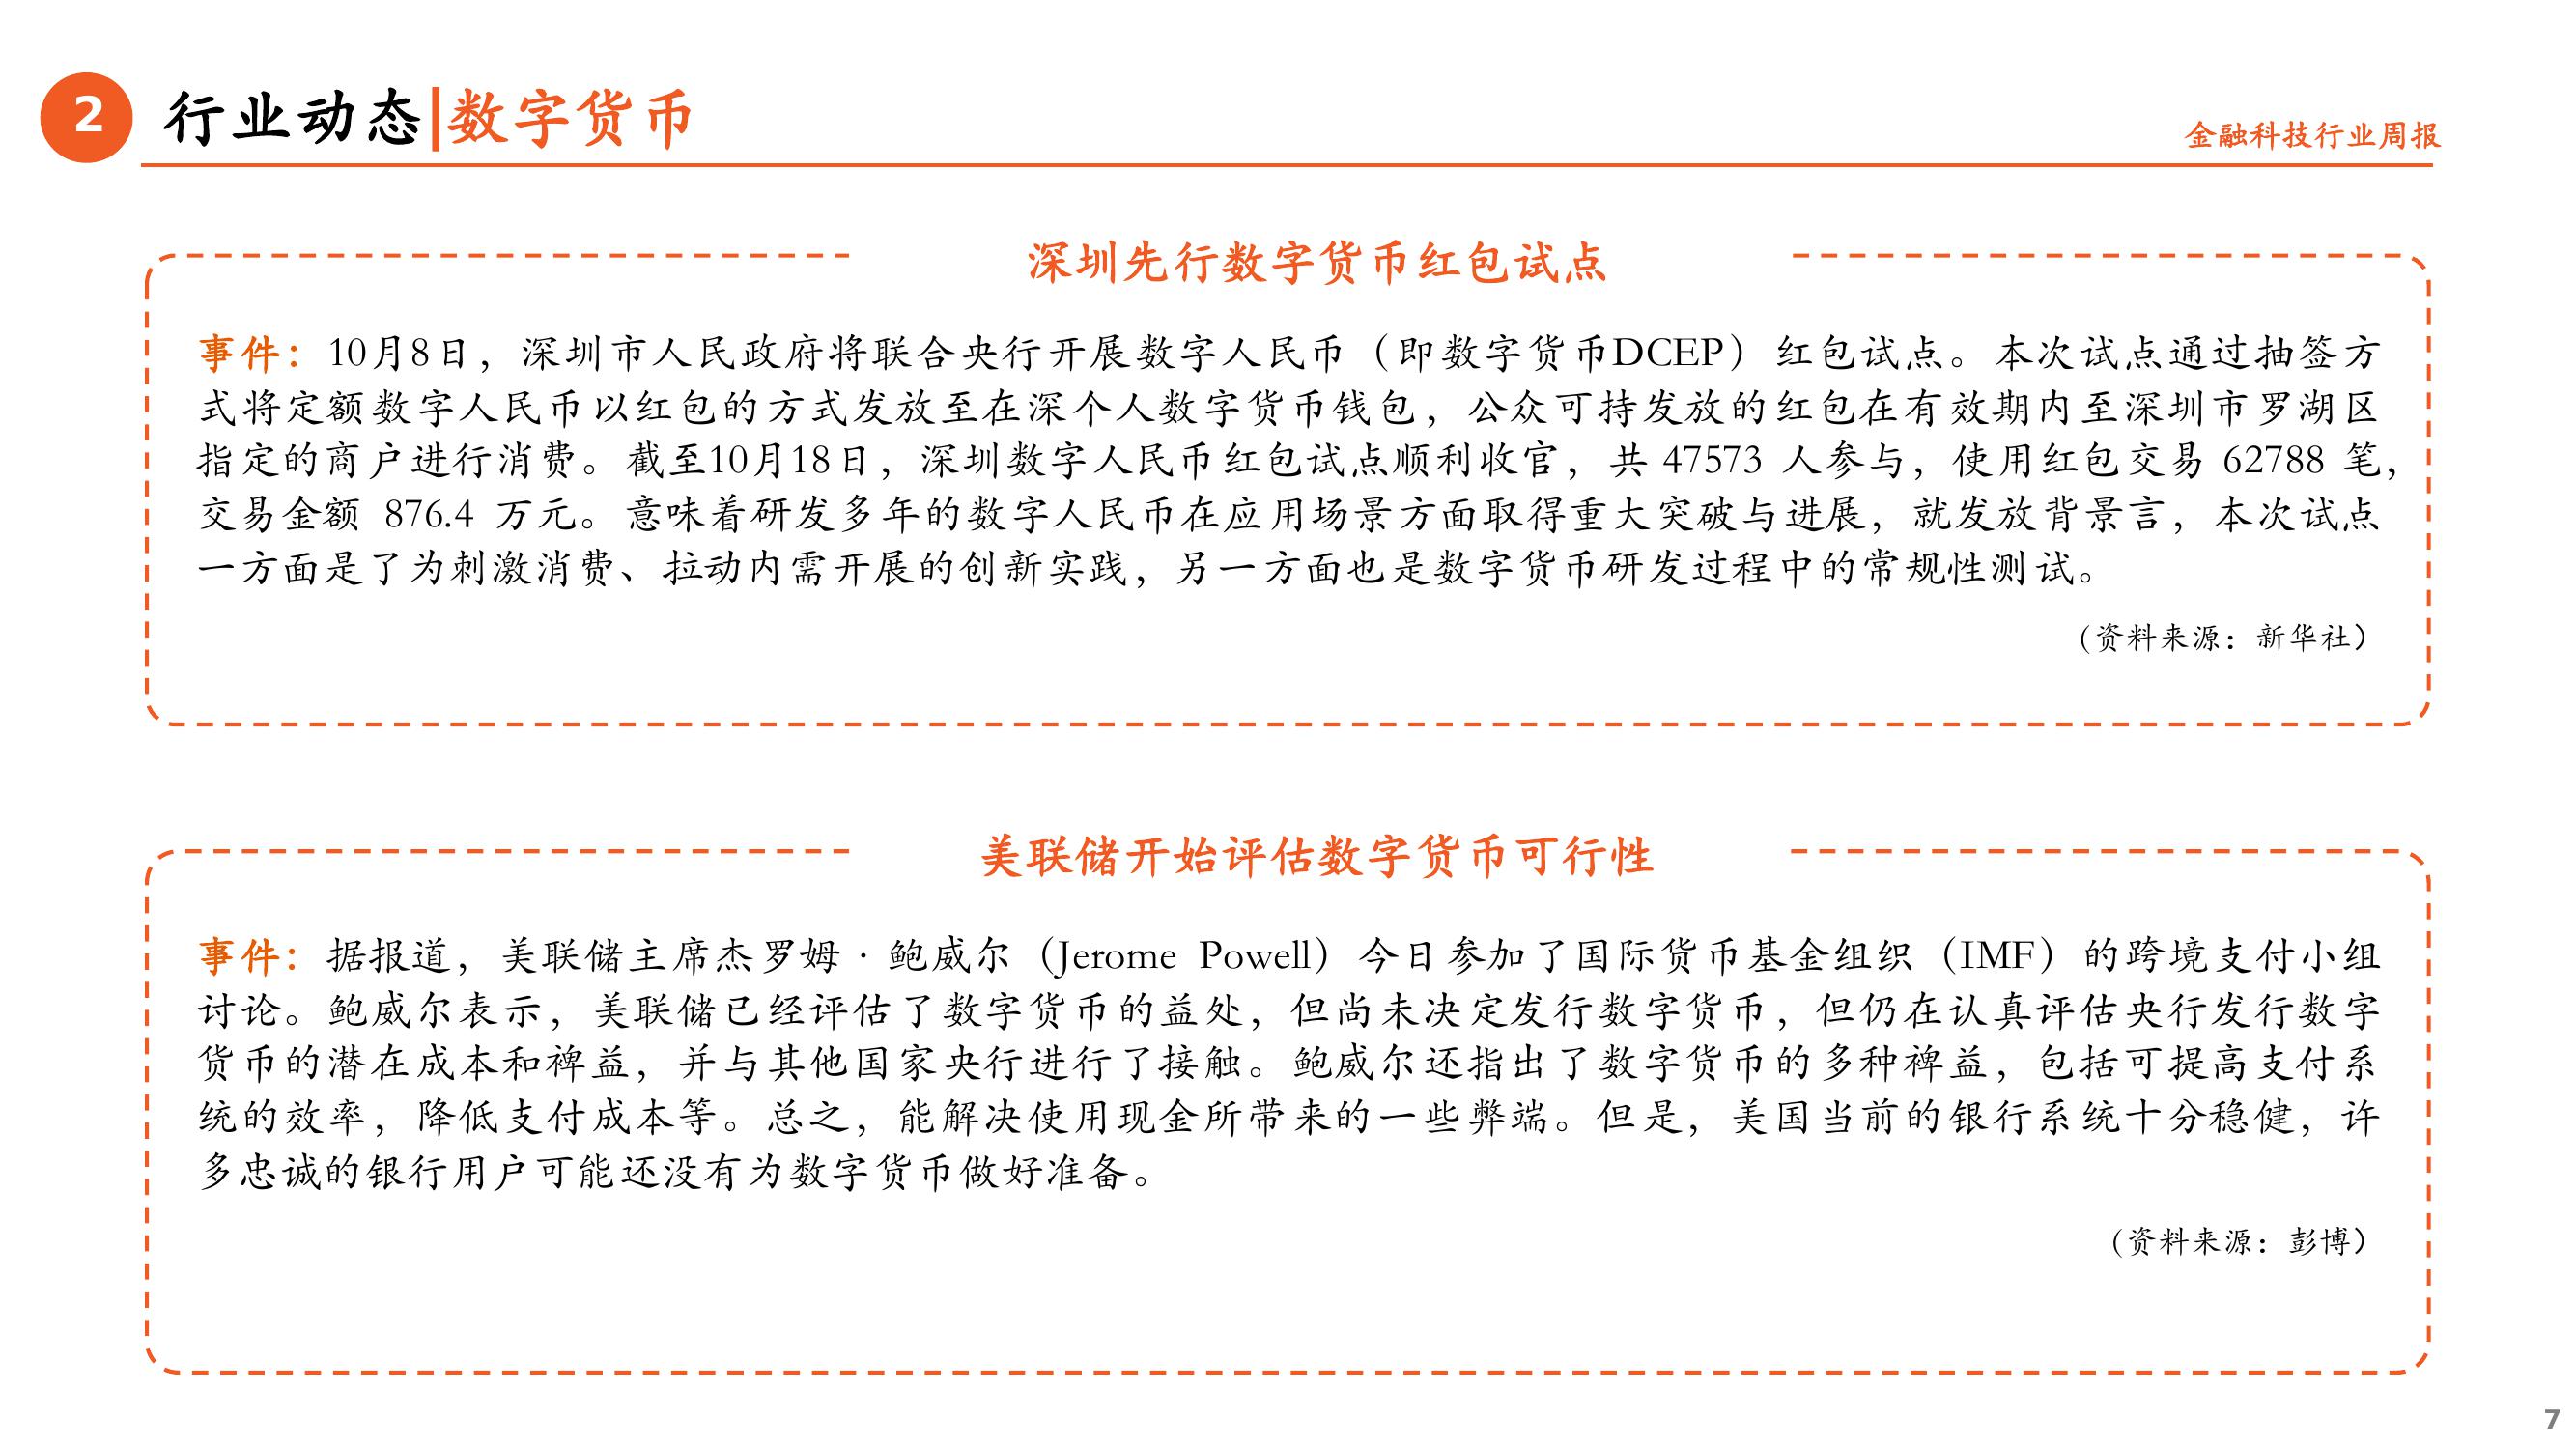 2
行业动态|数字货币
金融科技行业周报
深圳先行数字货币红包试点
事件：10月8日，深圳市人民政府将联合央行开展数字人民币（即数字货币DCEP）红包试点。本次试点通过抽签方
式将定额数字人民币以红包的方式发放至在深个人数字货币钱包，公众可持发放的红包在有效期内至深圳市罗湖区
指定的商户进行消费。截至10月18日，深圳数字人民币红包试点顺利收官，共 47573 人参与，使用红包交易 62788 笔，
交易金额 876.4 万元。意味着研发多年的数字人民币在应用场景方面取得重大突破与进展，就发放背景言，本次试点
一方面是了为刺激消费、拉动内需开展的创新实践，另一方面也是数字货币研发过程中的常规性测试。
（资料来源：新华社）
美联储开始评估数字货币可行性
事件：据报道，美联储主席杰罗姆·鲍威尔（Jerome Powell）今日参加了国际货币基金组织（IMF）的跨境支付小组
讨论。鲍威尔表示，美联储已经评估了数字货币的益处，但尚未决定发行数字货币，但仍在认真评估央行发行数字
货币的潜在成本和裨益，并与其他国家央行进行了接触。鲍威尔还指出了数字货币的多种裨益，包括可提高支付系
统的效率，降低支付成本等。总之，能解决使用现金所带来的一些弊端。但是，美国当前的银行系统十分稳健，许
多忠诚的银行用户可能还没有为数字货币做好准备。
（资料来源：彭博）
7